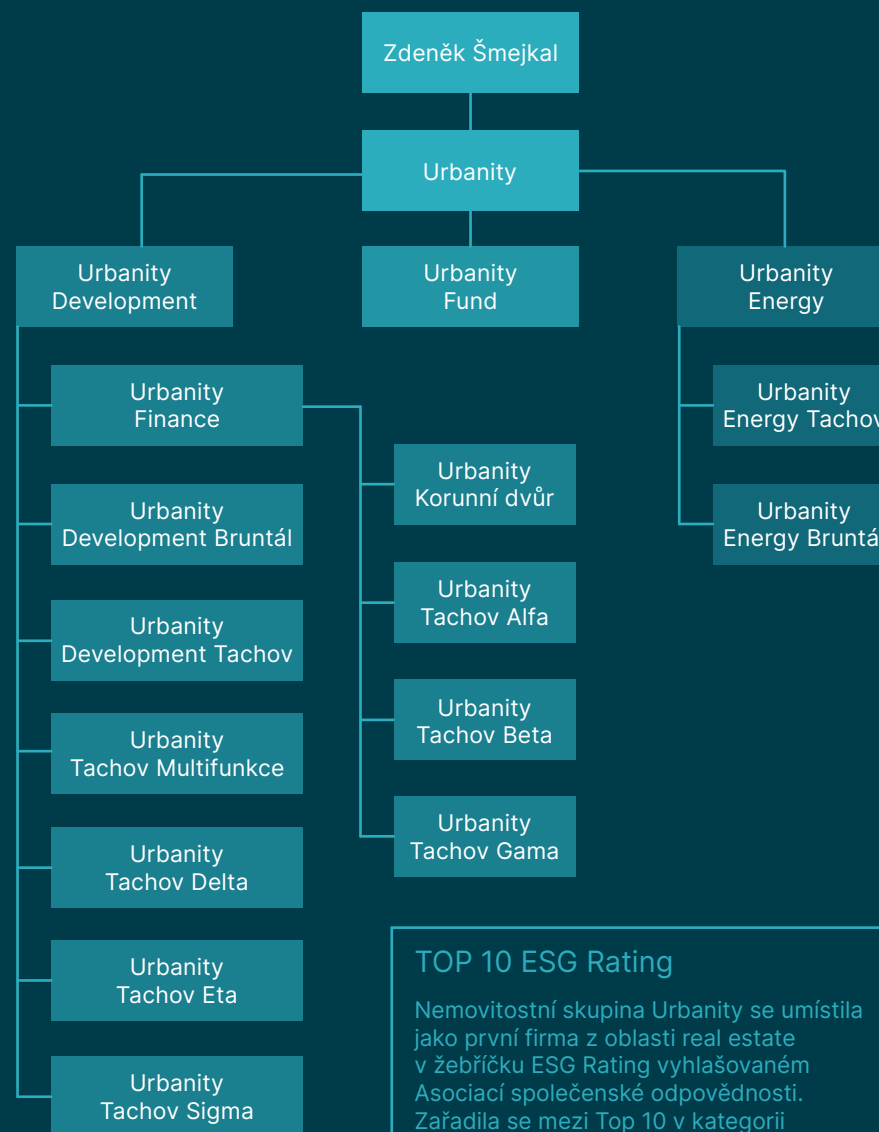 Zdeněk Šmejkal
Urbanity
Urbanity
Development
Urbanity
Fund
Urbanity
Energy
Urbanity
Finance
Urbanity
Development Bruntál
Urbanity
Development Tachov
Urbanity
Tachov Multifunkce
Urbanity
Tachov Delta
Urbanity
Tachov Eta
Urbanity
Tachov Sigma
Urbanity
Korunní dvůr
Urbanity
Tachov Alfa
Urbanity
Tachov Beta
Urbanity
Tachov Gama
Urbanity
Energy Tachov
Urbanity
Energy Bruntá
TOP 10 ESG Rating
Nemovitostní skupina Urbanity se umístila
jako první firma z oblasti real estate
v žebříčku ESG Rating vyhlašovaném
Asociací společenské odpovědnosti.
Zařadila se mezi Top 10 v kategorii